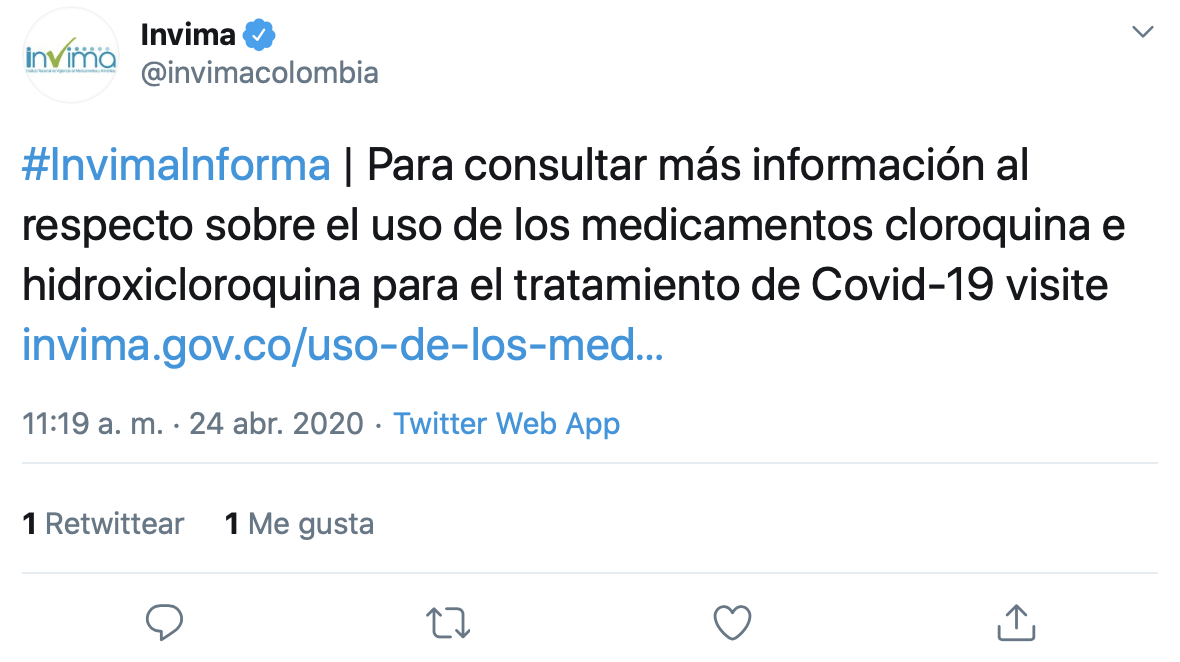 invima
Invima
@invimacolombia
#InvimaInforma | Para consultar más información al
respecto sobre el uso de los medicamentos cloroquina e
hidroxicloroquina para el tratamiento de Covid-19 visite
invima.gov.co/uso-de-los-med...
11:19 a. m. · 24 abr. 2020 · Twitter Web App
1 Retwittear 1 Me gusta